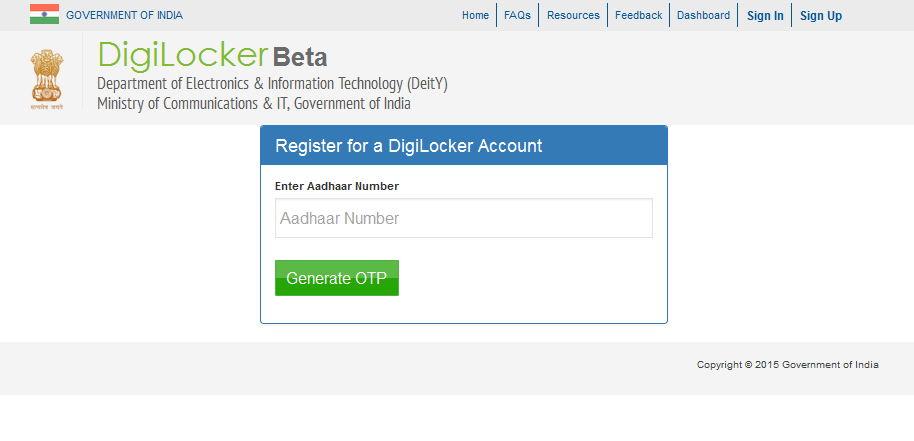 GOVERNMENT OF INDIA
Home FAQs Resources Feedback Dashboard Sign In Sign Up
DigiLocker Beta
Department of Electronics & Information Technology (DeitY)
Ministry of Communications & IT, Government of India
सत्यमेव जयते
Register for a DigiLocker Account
Enter Aadhaar Number
Aadhaar Number
Generate OTP
Copyright © 2015 Government of India